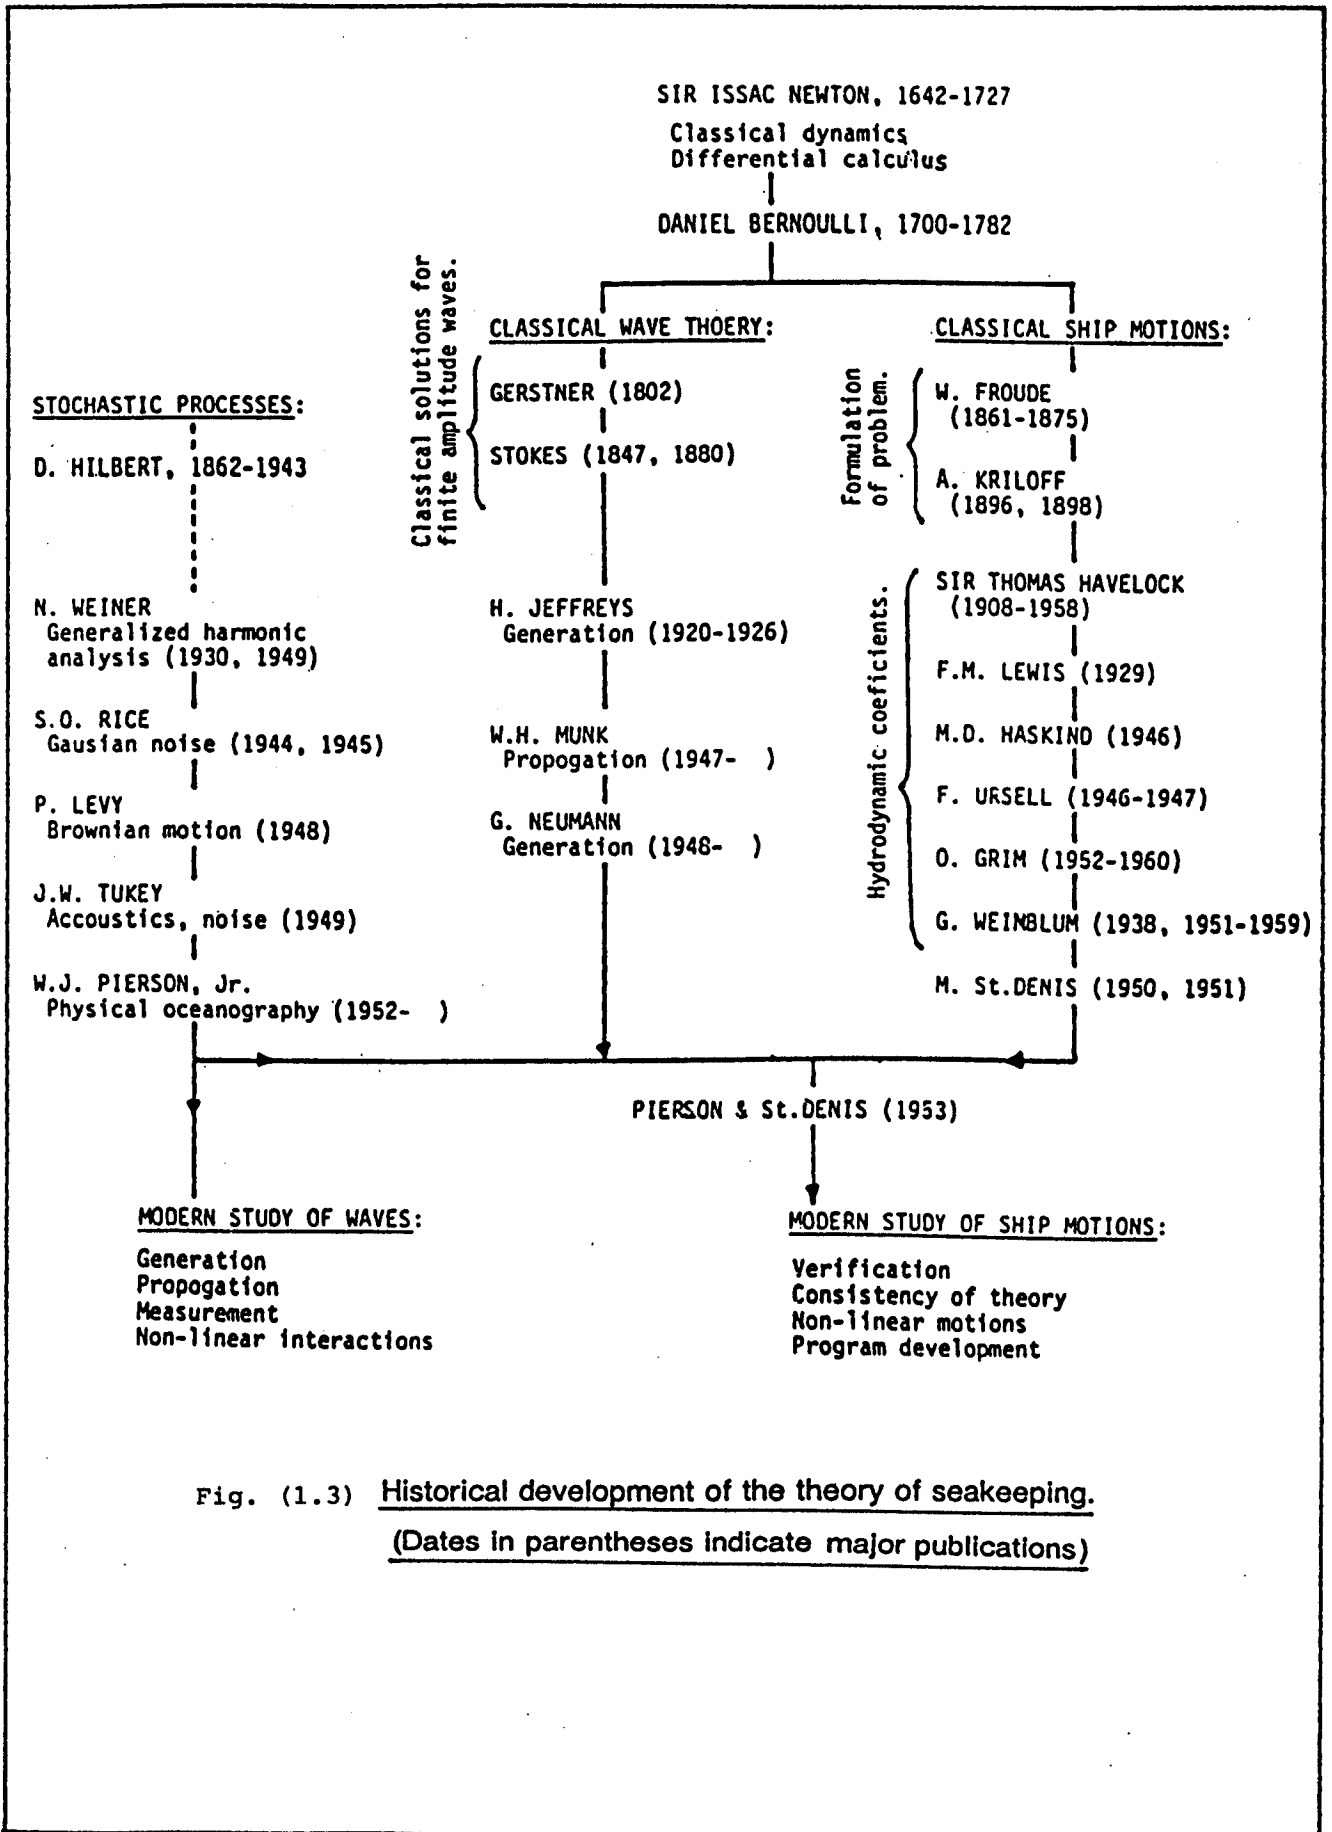 SIR ISSAC NEWTON, 1642-1727
Classical dynamics
Differential calculus
DANIEL BERNOULLI, 1700-1782
STOCHASTIC PROCESSES:
D. HILBERT, 1862-1943
N. WEINER
Generalized harmonic
analysis (1930, 1949)
S.O. RICE
Gausian noise (1944, 1945)
P. LEVY
Brownian motion (1948)
J.W. TUKEY
Accoustics, noise (1949)
W.J. PIERSON, Jr.
Physical oceanography (1952- )
Classical solutions for
finite amplitude waves.
CLASSICAL WAVE THOERY:
GERSTNER (1802)
STOKES (1847, 1880)
H. JEFFREYS
Generation (1920-1926)
W.H. MUNK
Propogation (1947- )
G. NEUMANN
Generation (1948- )
CLASSICAL SHIP MOTIONS:
Formulation
of problem.
W. FROUDE
(1861-1875)
A. KRILOFF
(1896, 1898)
Hydrodynamic coeficients.
SIR THOMAS HAVELOCK
(1908-1958)
F.M. LEWIS (1929)
M.D. HASKIND (1946)
F. URSELL (1946-1947)
O. GRIM (1952-1960)
G. WEINBLUM (1938, 1951-1959)
M. St.DENIS (1950, 1951)
PIERSON & St.DENIS (1953)
MODERN STUDY OF WAVES:
Generation
Propogation
Measurement
Non-linear interactions
MODERN STUDY OF SHIP MOTIONS:
Verification
Consistency of theory
Non-linear motions
Program development
Fig. (1.3) Historical development of the theory of seakeeping.
(Dates in parentheses indicate major publications)